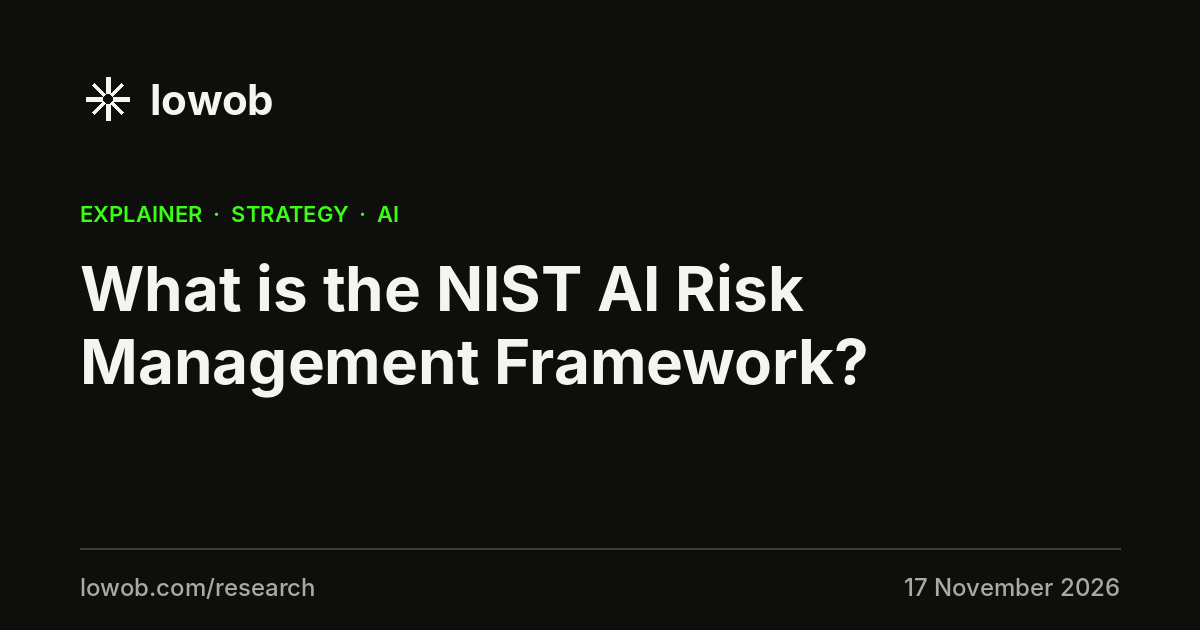 lowob
EXPLAINER · STRATEGY · AI
What is the NIST AI Risk
Management Framework?
lowob.com/research
17 November 2026